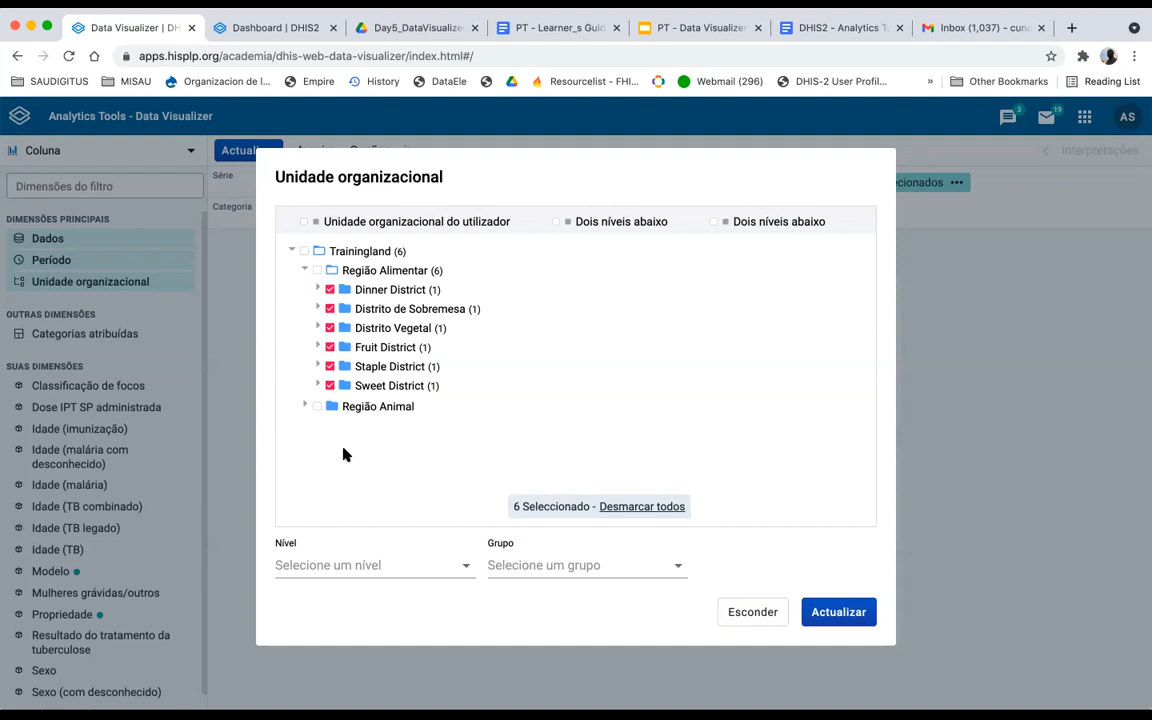 Data Visualizer | DH
Dashboard | DHIS2
Day5_DataVisualize
PT - Learner_s Guid
PT - Data Visualizer
DHIS2 - Analytics T
Inbox (1,037) - cun
apps.hisplp.org/academia/dhis-web-data-visualizer/index.html#/
SAUDIGITUS
MISAU
Organizacion de I...
Empire
History
DataEle
Resourcelist - FHI...
Webmail (296)
DHIS-2 User Profil...
»
Other Bookmarks
Reading List
Analytics Tools - Data Visualizer
3
19
AS
Coluna
Actuali
Interpretações
Série
ecionados •••
Dimensões do filtro
Categoria
DIMENSÕES PRINCIPAIS
Dados
Período
Unidade organizacional
OUTRAS DIMENSÕES
Categorias atribuídas
SUAS DIMENSÕES
Classificação de focos
Dose IPT SP administrada
Idade (imunização)
Idade (malária com
desconhecido)
Idade (malária)
Idade (TB combinado)
Idade (TB legado)
Idade (TB)
Modelo
Mulheres grávidas/outros
Propriedade
Resultado do tratamento da
tuberculose
Sexo
Sexo (com desconhecido)
Unidade organizacional
Unidade organizacional do utilizador
Dois níveis abaixo
Dois níveis abaixo
Trainingland (6)
Região Alimentar (6)
Dinner District (1)
Distrito de Sobremesa (1)
Distrito Vegetal (1)
Fruit District (1)
Staple District (1)
Sweet District (1)
Região Animal
6 Seleccionado - Desmarcar todos
Nível
Grupo
Selecione um nível
Selecione um grupo
Esconder
Actualizar